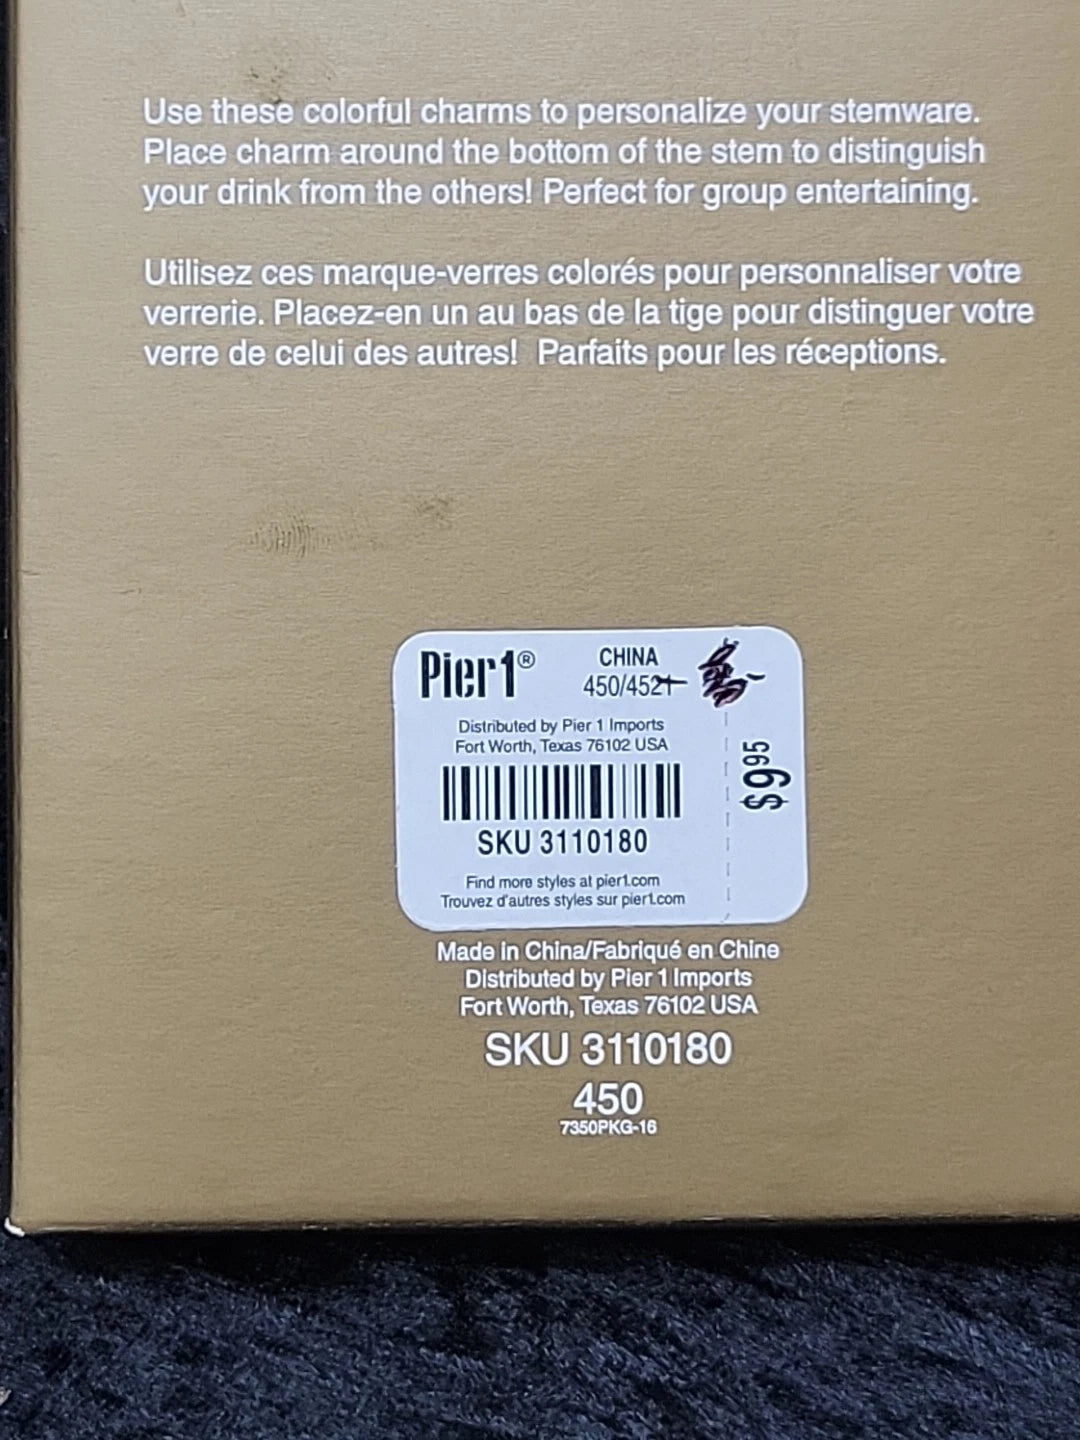 Use these colorful charms to personalize your stemware.
Place charm around the bottom of the stem to distinguish
your drink from the others! Perfect for group entertaining.
Utilisez ces marque-verres colorés pour personnaliser votre
verrerie. Placez-en un au bas de la tige pour distinguer votre
verre de celui des autres!  Parfaits pour les réceptions.
Pier1®
CHINA
450/452
Distributed by Pier 1 Imports
Fort Worth, Texas 76102 USA
SKU 3110180
$9.95
Find more styles at pier1.com
Trouvez d'autres styles sur pier1.com
Made in China/Fabriqué en Chine
Distributed by Pier 1 Imports
Fort Worth, Texas 76102 USA
SKU 3110180
450
7350PKG-16